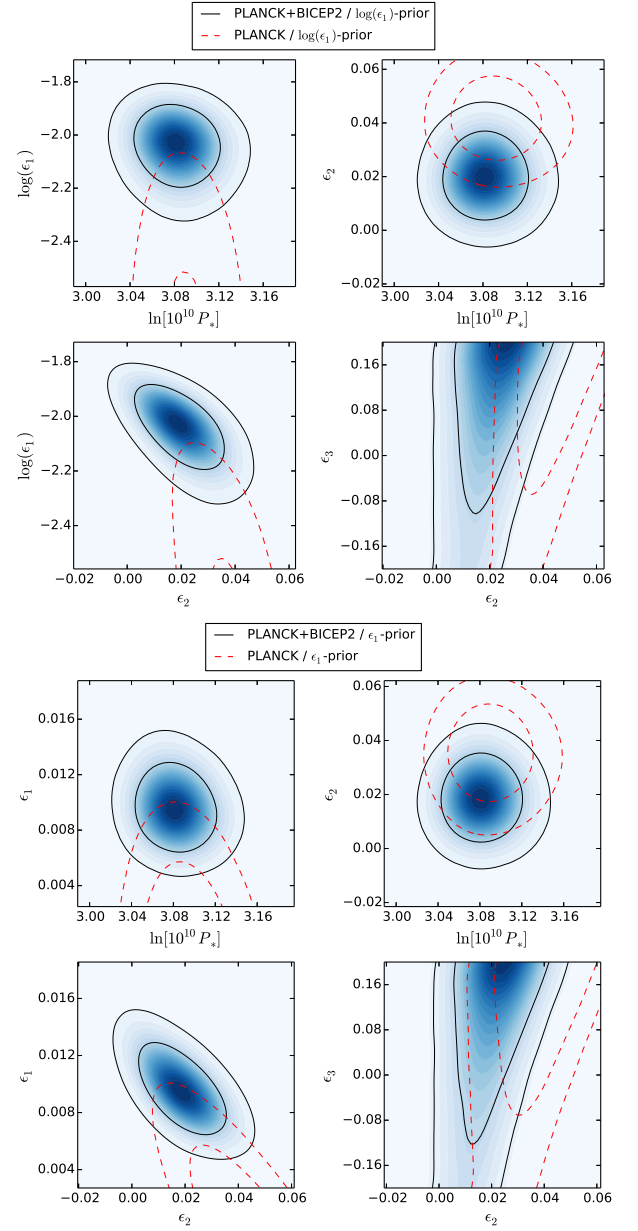 PLANCK+BICEP2 / log(ϵ₁)-prior
PLANCK / log(ϵ₁)-prior
−1.8
−2.0
−2.2
−2.4
log(ϵ₁)
3.00 3.04 3.08 3.12 3.16
ln[10¹⁰ P∗]
0.06
0.04
0.02
0.00
−0.02
ϵ₂
3.00 3.04 3.08 3.12 3.16
ln[10¹⁰ P∗]
−1.8
−2.0
−2.2
−2.4
log(ϵ₁)
−0.02 0.00 0.02 0.04 0.06
ϵ₂
0.16
0.08
0.00
−0.08
−0.16
ϵ₃
−0.02 0.00 0.02 0.04 0.06
ϵ₂
PLANCK+BICEP2 / ϵ₁-prior
PLANCK / ϵ₁-prior
0.016
0.012
0.008
0.004
ϵ₁
3.00 3.04 3.08 3.12 3.16
ln[10¹⁰ P∗]
0.06
0.04
0.02
0.00
−0.02
ϵ₂
3.00 3.04 3.08 3.12 3.16
ln[10¹⁰ P∗]
0.016
0.012
0.008
0.004
ϵ₁
−0.02 0.00 0.02 0.04 0.06
ϵ₂
0.16
0.08
0.00
−0.08
−0.16
ϵ₃
−0.02 0.00 0.02 0.04 0.06
ϵ₂